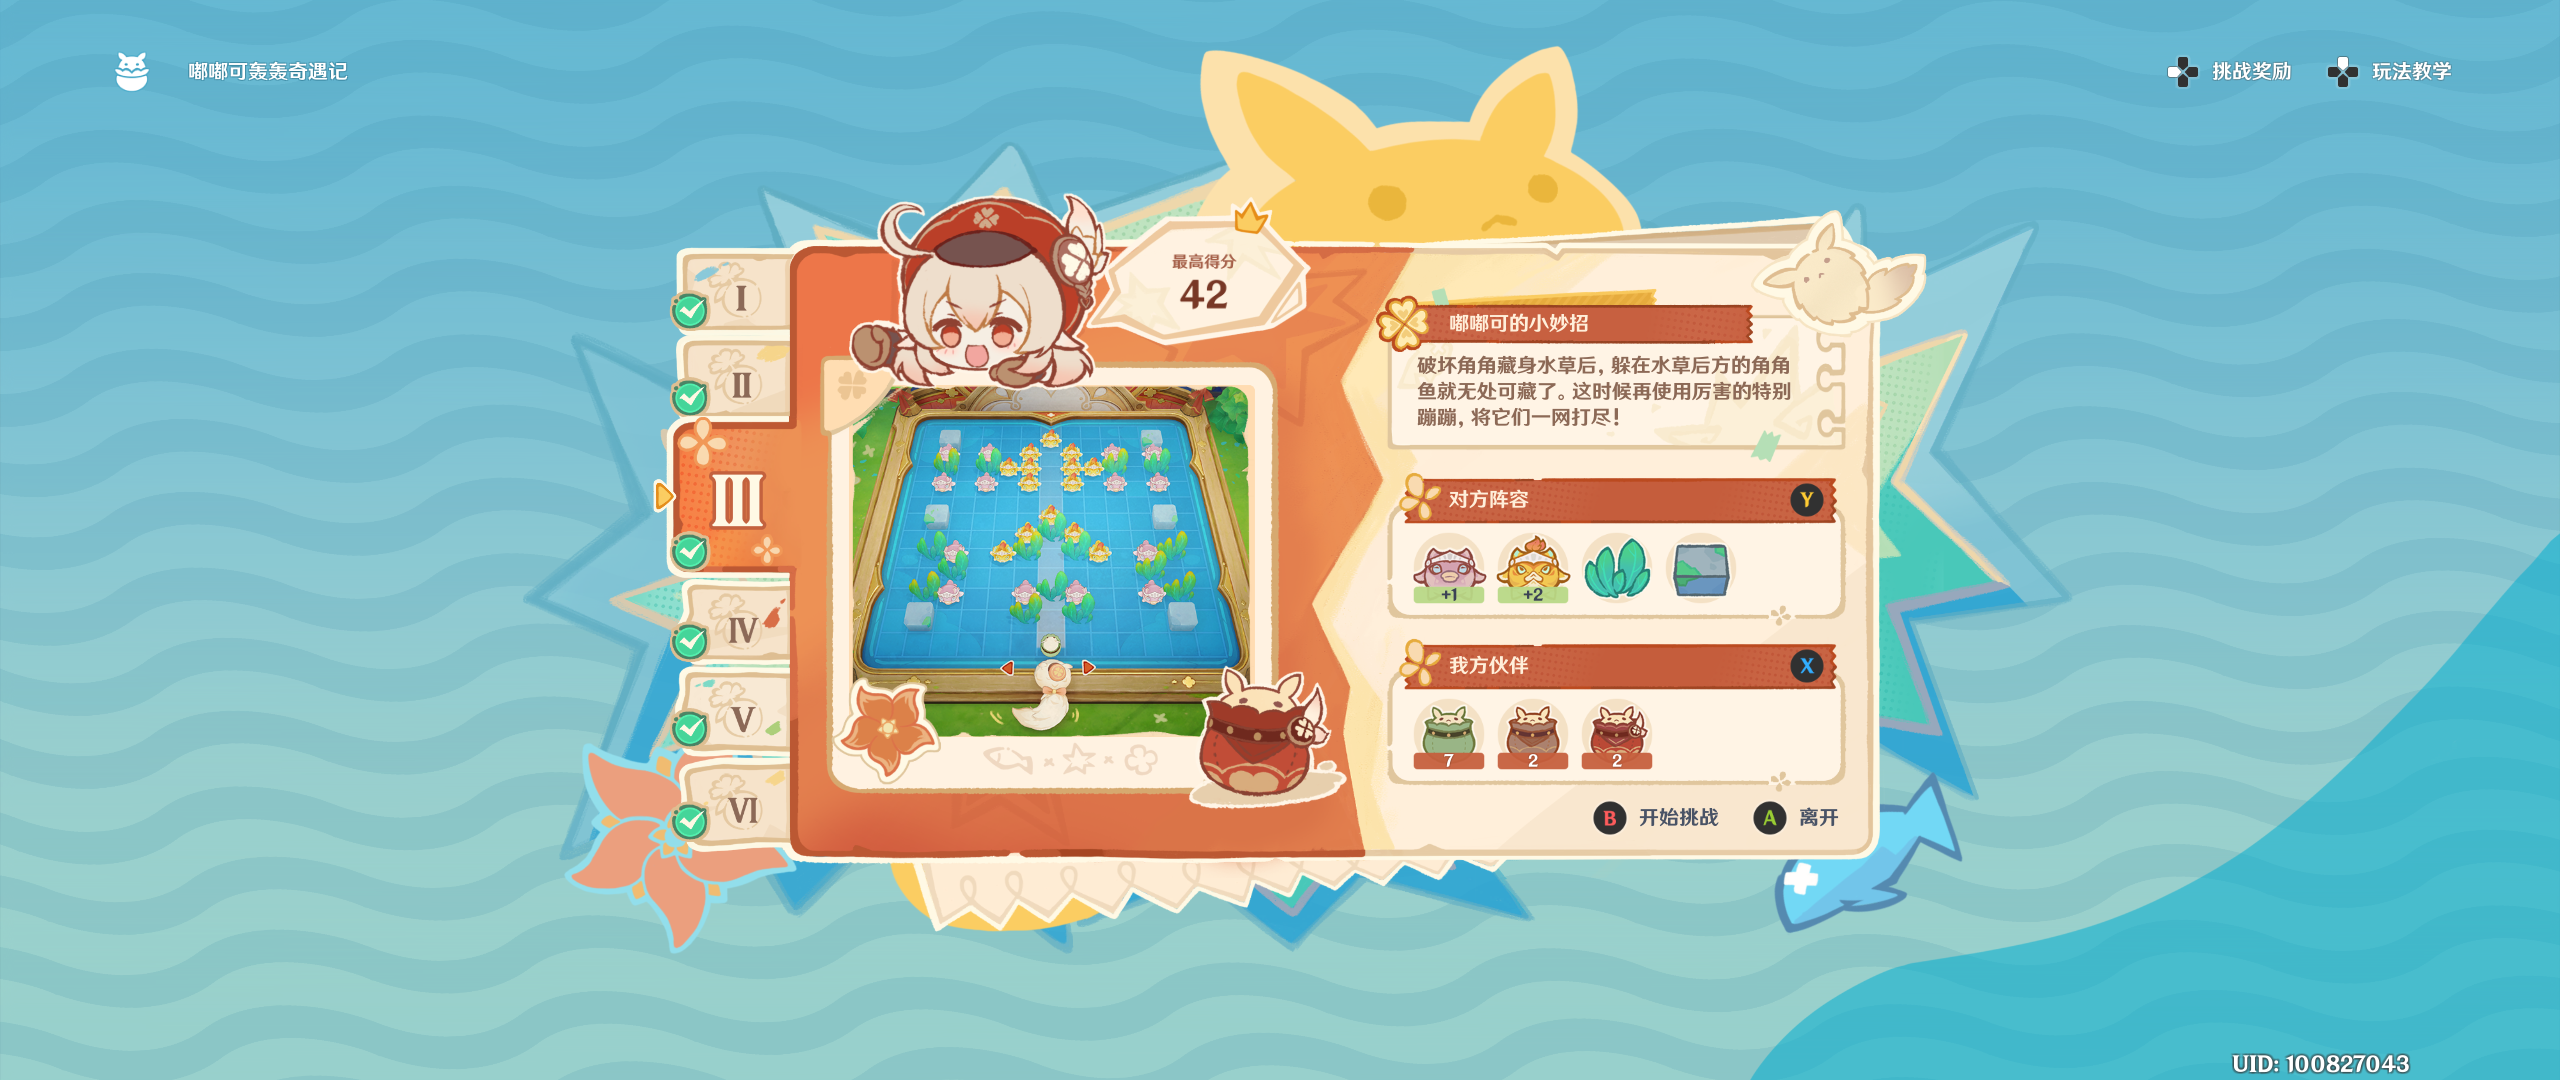 嘟嘟可轰轰奇遇记
挑战奖励
玩法教学
最高得分
42
I
II
III
IV
V
VI
嘟嘟可的小妙招
破坏角角藏身水草后，躲在水草后方的角角
鱼就无处可藏了。这时候再使用厉害的特别
蹦蹦，将它们一网打尽！
对方阵容
Y
+1
+2
我方伙伴
X
7
2
2
B 开始挑战
A 离开
UID: 100827043